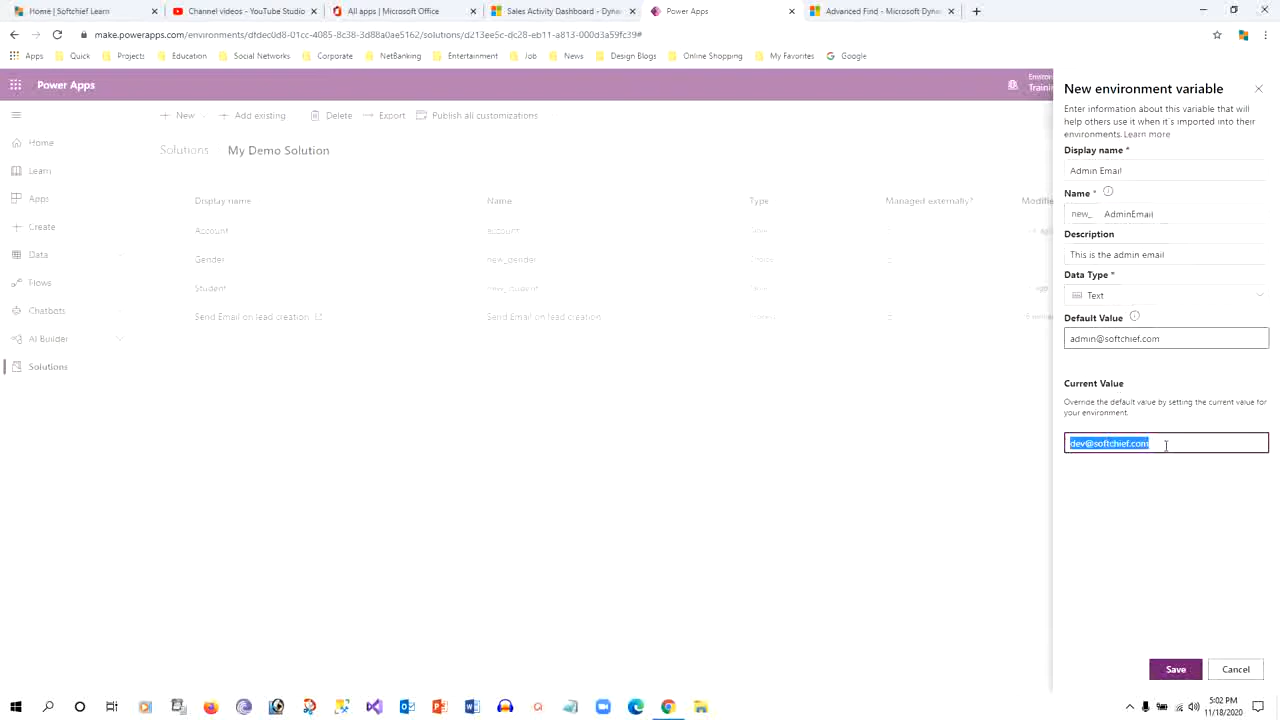 Home | Softchief Learn
Channel videos - YouTube Studio
All apps | Microsoft Office
Sales Activity Dashboard - Dyna
Power Apps
Advanced Find - Microsoft Dyna
make.powerapps.com/environments/dfdec0d8-01cc-4085-8c38-3d88a0ae5162/solutions/d213ee5c-dc28-eb11-a813-000d3a59fc39#
Apps Quick Projects Education Social Networks Corporate NetBanking Entertainment Job News Design Blogs Online Shopping My Favorites Google
Power Apps
Traini
New Add existing Delete Export Publish all customizations
Solutions My Demo Solution
Home
Learn
Apps
Create
Data
Flows
Chatbots
AI Builder
Solutions
Display name Name Type Managed externally? Modifie
Account account
Gender new_gender
Student new_student
Send Email on lead creation Send Email on lead creation
New environment variable
Enter information about this variable that will
help others use it when it's imported into their
environments. Learn more
Display name *
Admin Email
Name *
new_ AdminEmail
Description
This is the admin email
Data Type *
Text
Default Value
admin@softchief.com
Current Value
Override the default value by setting the current value for
your environment.
dev@softchief.com
Save Cancel
5:02 PM
11/18/2020